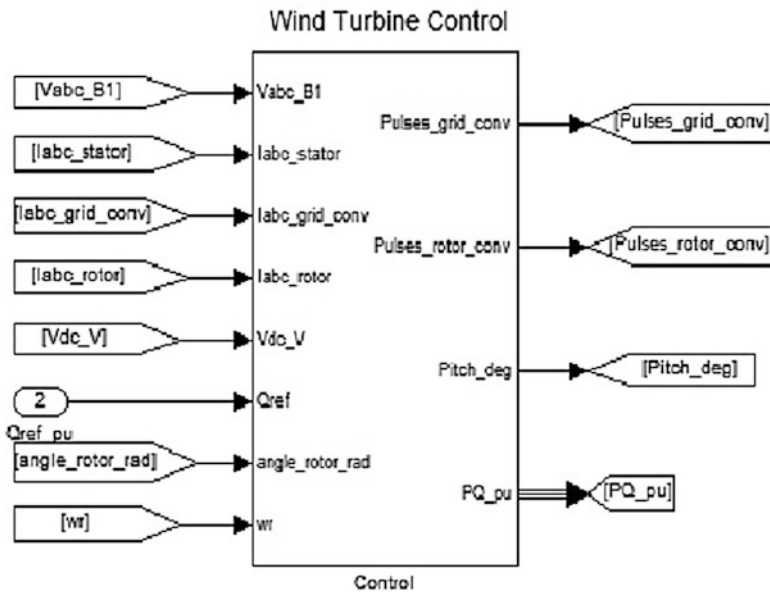 Wind Turbine Control
[Vabc_B1]
Vabc_B1
Pulses_grid_conv
[Pulses_grid_conv]
[Iabc_stator]
Iabc_stator
[Iabc_grid_conv]
Iabc_grid_conv
Pulses_rotor_conv
[Pulses_rotor_conv]
[Iabc_rotor]
Iabc_rotor
[Vdc_V]
Vdc_V
Pitch_deg
[Pitch_deg]
2
Qref
Qref_pu
[angle_rotor_rad]
angle_rotor_rad
PQ_pu
[PQ_pu]
[wr]
wr
Control